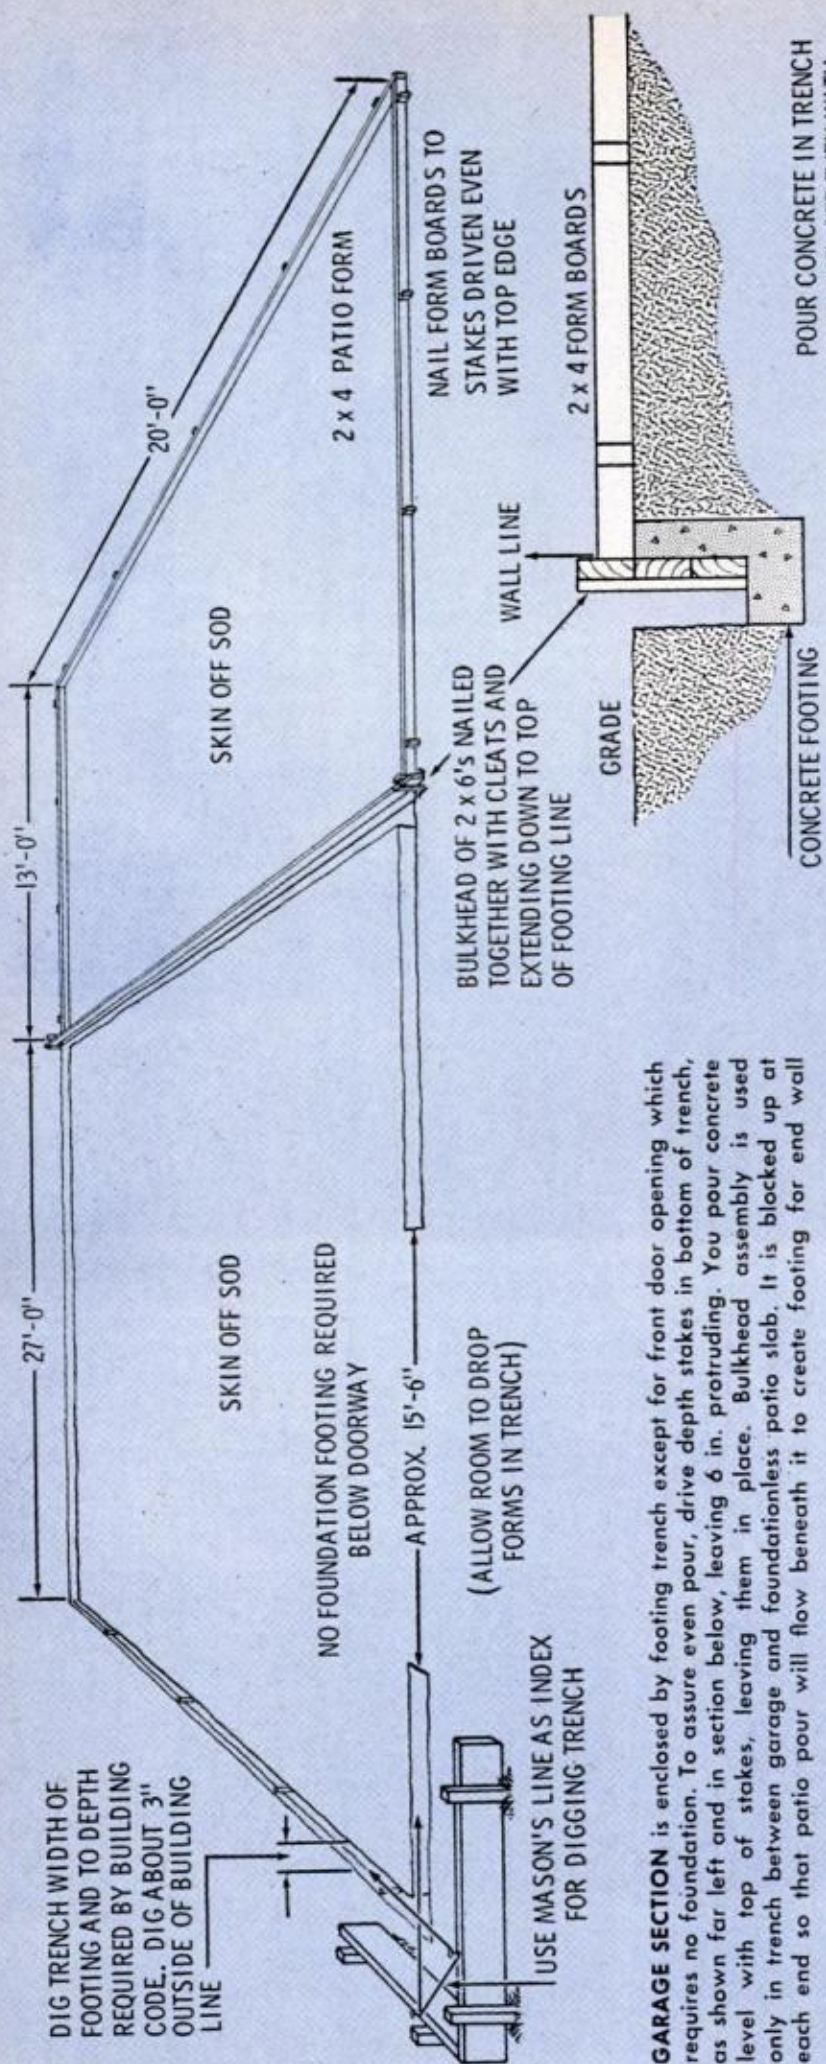 DIG TRENCH WIDTH OF
FOOTING AND TO DEPTH
REQUIRED BY BUILDING
CODE. DIG ABOUT 3"
OUTSIDE OF BUILDING
LINE
27'-0"
13'-0"
20'-0"
SKIN OFF SOD
SKIN OFF SOD
2 x 4 PATIO FORM
NO FOUNDATION FOOTING REQUIRED
BELOW DOORWAY
APPROX. 15'-6"
(ALLOW ROOM TO DROP
FORMS IN TRENCH)
USE MASON'S LINE AS INDEX
FOR DIGGING TRENCH
NAIL FORM BOARDS TO
STAKES DRIVEN EVEN
WITH TOP EDGE
BULKHEAD OF 2 x 6's NAILED
TOGETHER WITH CLEATS AND
EXTENDING DOWN TO TOP
OF FOOTING LINE
WALL LINE
2 x 4 FORM BOARDS
GRADE
CONCRETE FOOTING
POUR CONCRETE IN TRENCH
GARAGE SECTION is enclosed by footing trench except for front door opening which
requires no foundation. To assure even pour, drive depth stakes in bottom of trench,
as shown far left and in section below, leaving 6 in. protruding. You pour concrete
level with top of stakes, leaving them in place. Bulkhead assembly is used
only in trench between garage and foundationless patio slab. It is blocked up at
each end so that patio pour will flow beneath it to create footing for end wall